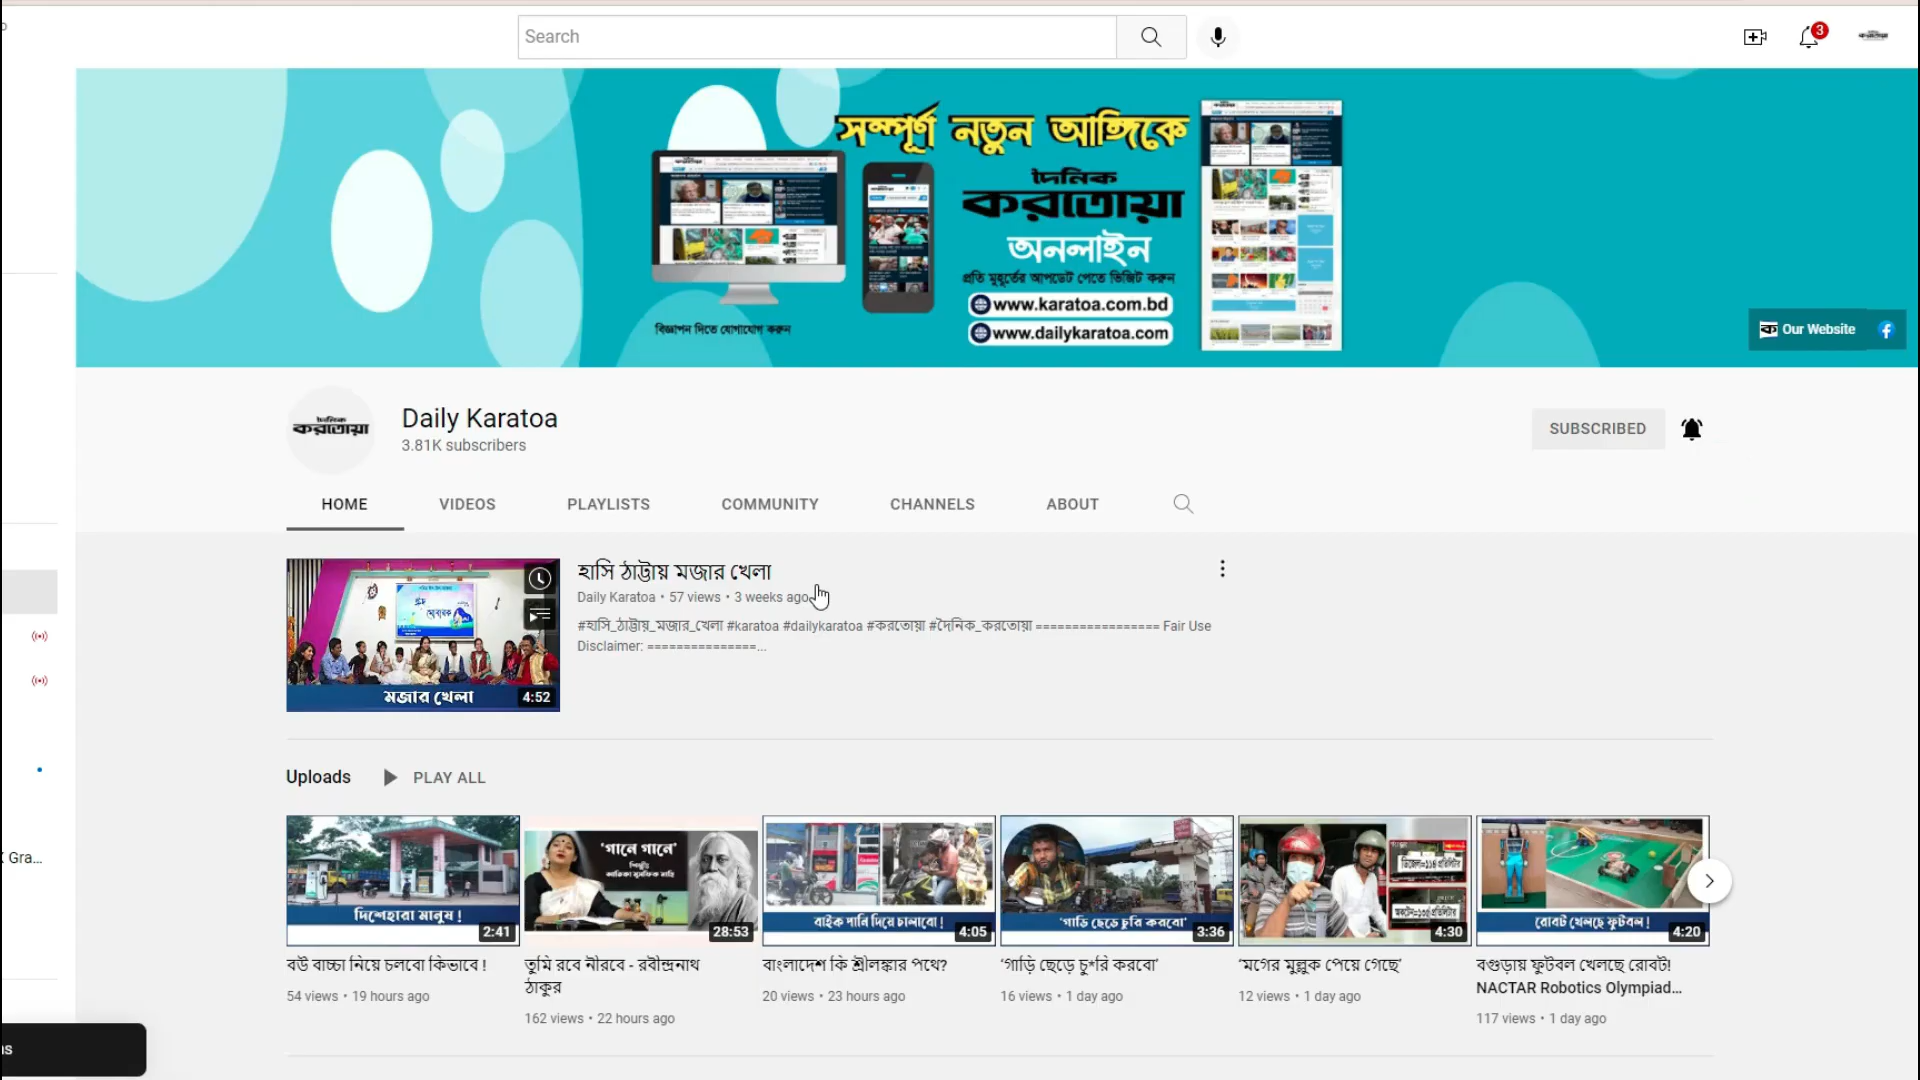 Search
3
সম্পূর্ণ নতুন আঙ্গিকে
দৈনিক
করতোয়া
অনলাইন
প্রতি মুহূর্তের আপডেট পেতে ভিজিট করুন
www.karatoa.com.bd
www.dailykaratoa.com
বিজ্ঞাপন দিতে যোগাযোগ করুন
Our Website
দৈনিক
করতোয়া
Daily Karatoa
3.81K subscribers
SUBSCRIBED
HOME VIDEOS PLAYLISTS COMMUNITY CHANNELS ABOUT
মজার খেলা
4:52
হাসি ঠাট্টায় মজার খেলা
Daily Karatoa • 57 views • 3 weeks ago
#হাসি_ঠাট্টায়_মজার_খেলা #karatoa #dailykaratoa #করতোয়া #দৈনিক_করতোয়া ================= Fair Use
Disclaimer: ===============...
Uploads PLAY ALL
Gra...
দিশেহারা মানুষ !
2:41
'গানে গানে'
28:53
বাইক পানি দিয়ে চালাবো !
4:05
'গাড়ি ছেড়ে চুরি করবো'
3:36
4:30
রোবট খেলছে ফুটবল !
4:20
বউ বাচ্চা নিয়ে চলবো কিভাবে !
54 views • 19 hours ago
তুমি রবে নীরবে - রবীন্দ্রনাথ
ঠাকুর
162 views • 22 hours ago
বাংলাদেশ কি শ্রীলঙ্কার পথে?
20 views • 23 hours ago
'গাড়ি ছেড়ে চু*রি করবো'
16 views • 1 day ago
'মগের মুল্লুক পেয়ে গেছে'
12 views • 1 day ago
বগুড়ায় ফুটবল খেলছে রোবট!
NACTAR Robotics Olympiad...
117 views • 1 day ago